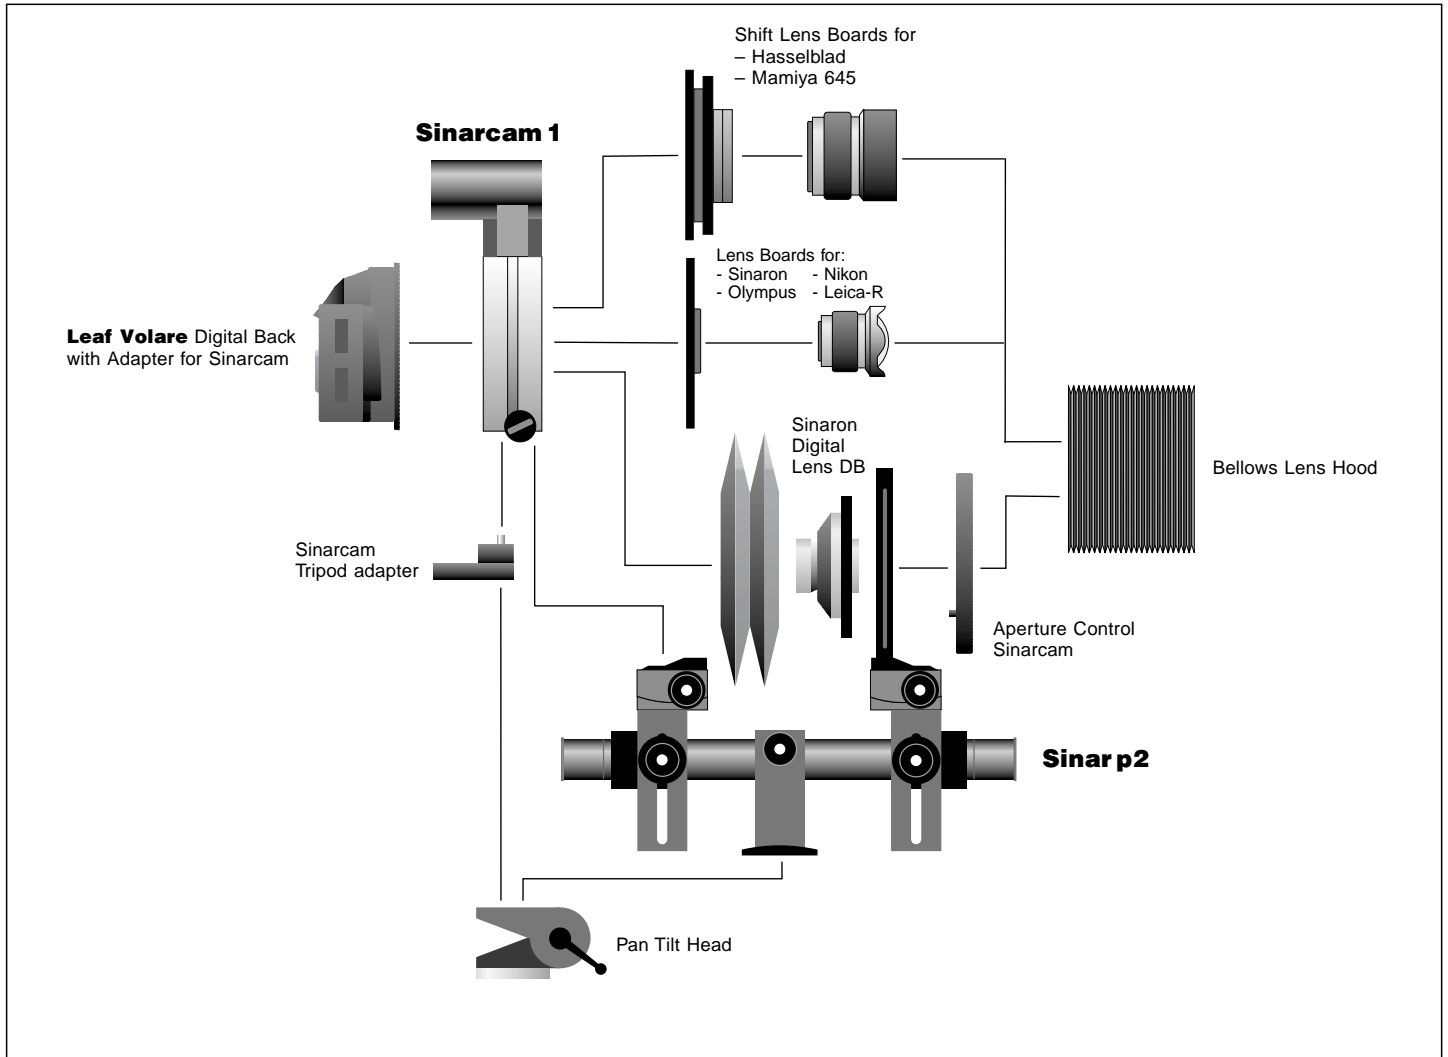 Shift Lens Boards for
– Hasselblad
– Mamiya 645
Sinarcam 1
Lens Boards for:
- Sinaron - Nikon
- Olympus - Leica-R
Leaf Volare Digital Back
with Adapter for Sinarcam
Sinaron
Digital
Lens DB
Bellows Lens Hood
Sinarcam
Tripod adapter
Aperture Control
Sinarcam
Sinar p2
Pan Tilt Head